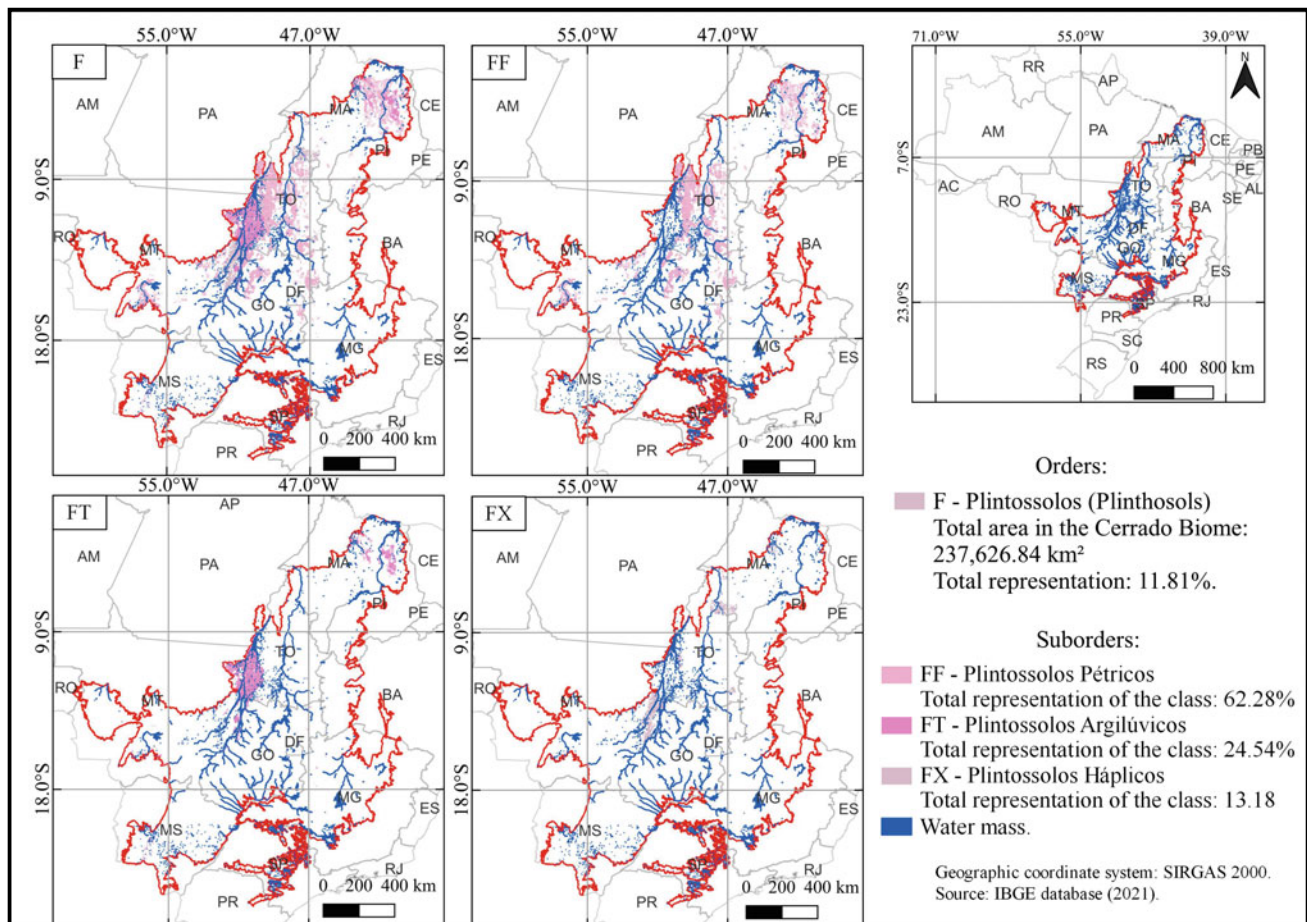 F
55.0°W
47.0°W
9.0°S
18.0°S
AM
PA
MA
CE
PI
PE
TO
RO
MT
BA
DF
GO
MG
ES
MS
SP
RJ
PR
0 200 400 km
FF
55.0°W
47.0°W
9.0°S
18.0°S
AM
PA
MA
CE
PI
PE
TO
RO
MT
BA
DF
GO
MG
ES
MS
SP
RJ
PR
0 200 400 km
71.0°W
55.0°W
39.0°W
7.0°S
23.0°S
N
RR
AP
AM
PA
MA
CE
PB
PE
AL
SE
AC
RO
TO
MT
BA
DF
GO
MG
ES
MS
SP
RJ
PR
SC
RS
0 400 800 km
FT
55.0°W
47.0°W
9.0°S
18.0°S
AP
AM
PA
MA
CE
PI
PE
TO
RO
MT
BA
DF
GO
MG
ES
MS
SP
RJ
PR
0 200 400 km
FX
55.0°W
47.0°W
9.0°S
18.0°S
AM
PA
MA
CE
PI
PE
TO
RO
MT
BA
DF
GO
MG
ES
MS
SP
RJ
PR
0 200 400 km
Orders:
F - Plintossolos (Plinthosols)
Total area in the Cerrado Biome:
237,626.84 km²
Total representation: 11.81%.
Suborders:
FF - Plintossolos Pétricos
Total representation of the class: 62.28%
FT - Plintossolos Argilúvicos
Total representation of the class: 24.54%
FX - Plintossolos Háplicos
Total representation of the class: 13.18
Water mass.
Geographic coordinate system: SIRGAS 2000.
Source: IBGE database (2021).